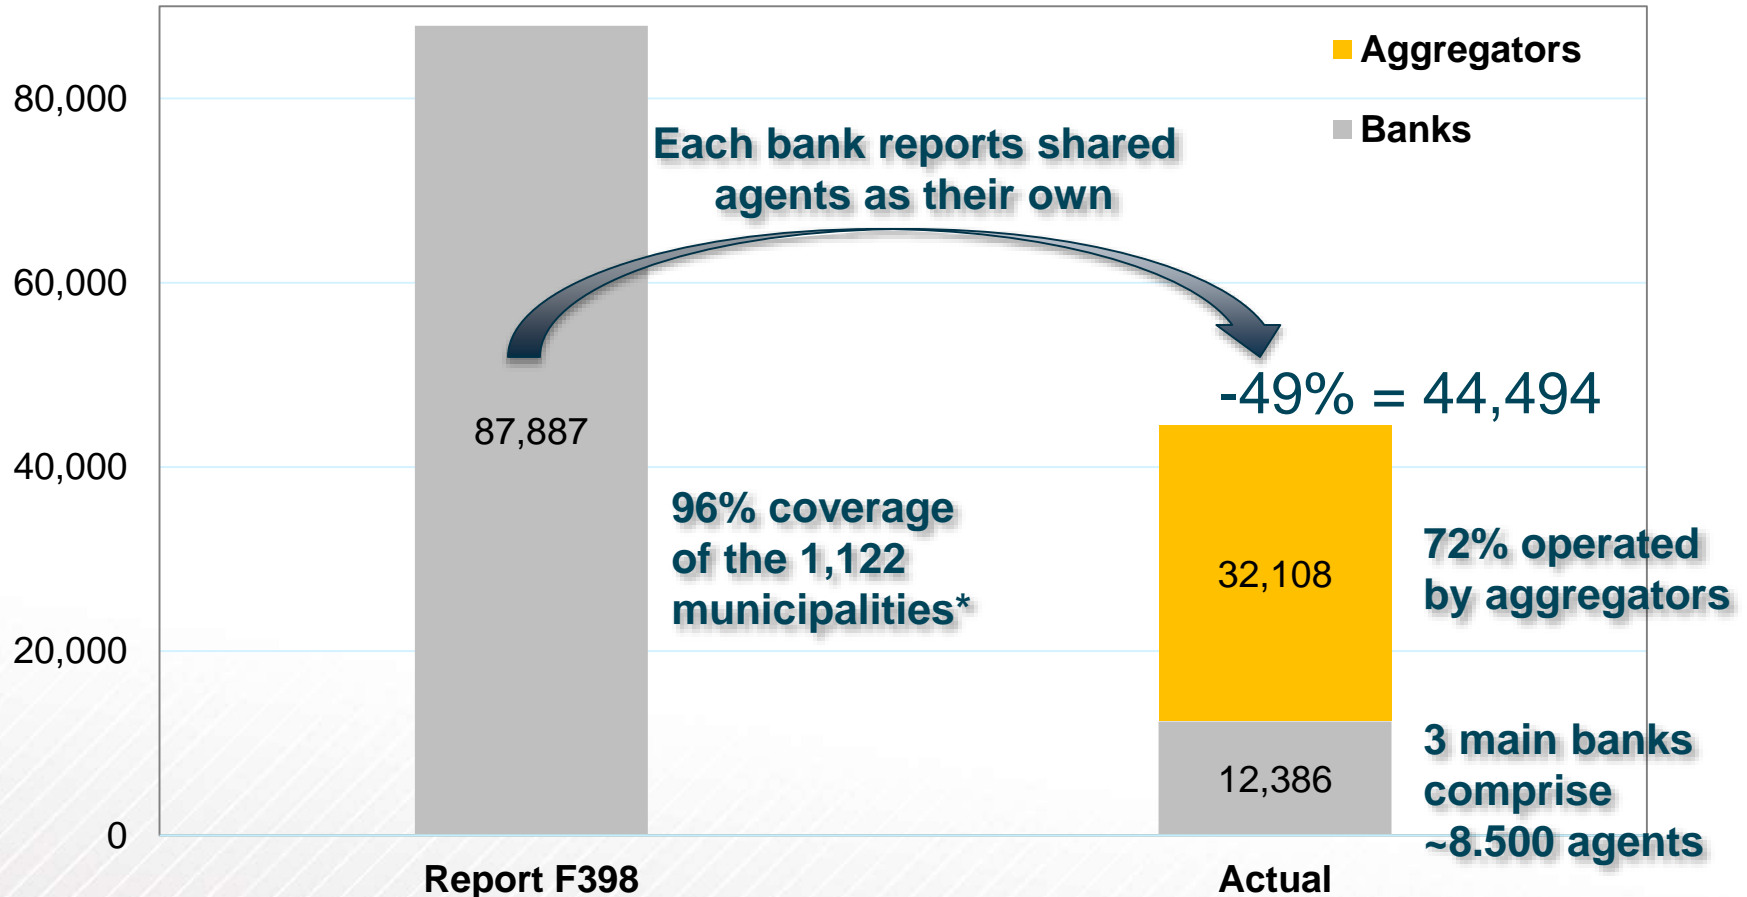 Aggregators
Banks
80,000
60,000
40,000
20,000
0
Each bank reports shared
agents as their own
-49% = 44,494
87,887
96% coverage
of the 1,122
municipalities*
32,108
72% operated
by aggregators
12,386
3 main banks
comprise
~8.500 agents
Report F398
Actual